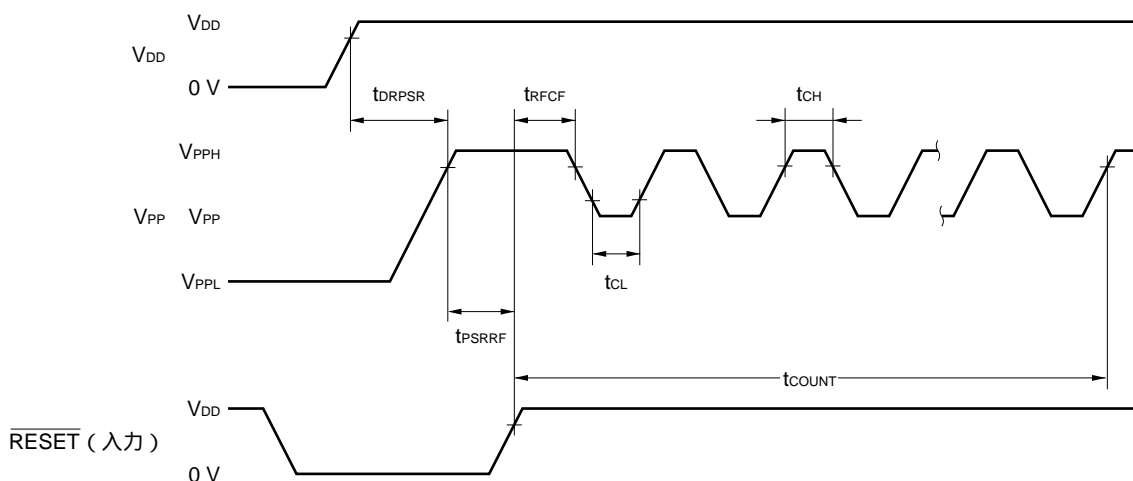 VDD
VDD
0 V
tDRPSR
tRFCF
tCH
VPPH
VPP VPP
tCL
VPPL
tPSRRF
tCOUNT
VDD
RESET（入力）
0 V